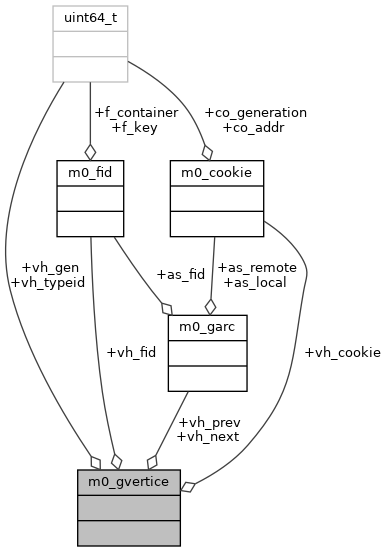 uint64_t
+f_container
+f_key
+co_generation
+co_addr
m0_fid
m0_cookie
+vh_gen
+vh_typeid
+as_fid
+as_remote
+as_local
m0_garc
+vh_fid
+vh_cookie
+vh_prev
+vh_next
m0_gvertice